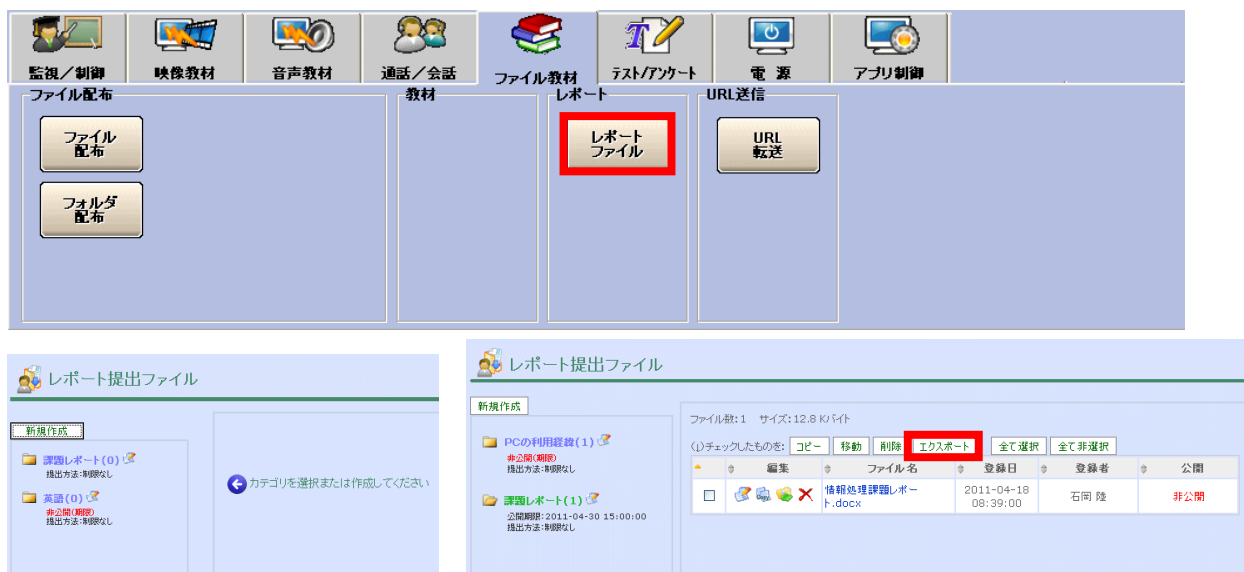 監視／制御
映像教材
音声教材
通話／会話
ファイル教材
テスト/アンケート
電 源
アプリ制御
ファイル配布
教材
レポート
URL送信
ファイル
配布
レポート
ファイル
URL
転送
フォルダ
配布
レポート提出ファイル
新規作成
課題レポート(0)
提出方法:制限なし
英語(0)
非公開(期限)
提出方法:制限なし
カテゴリを選択または作成してください
レポート提出ファイル
新規作成
PCの利用経験(1)
非公開(期限)
提出方法:制限なし
課題レポート(1)
公開期限:2011-04-30 15:00:00
提出方法:制限なし
ファイル数:1 サイズ:12.8 Kバイト
(1)チェックしたものを: コピー 移動 削除 エクスポート 全て選択 全て非選択
編集 ファイル名 登録日 登録者 公開
情報処理課題レポー
ト.docx
2011-04-18
08:39:00
石岡 陸
非公開